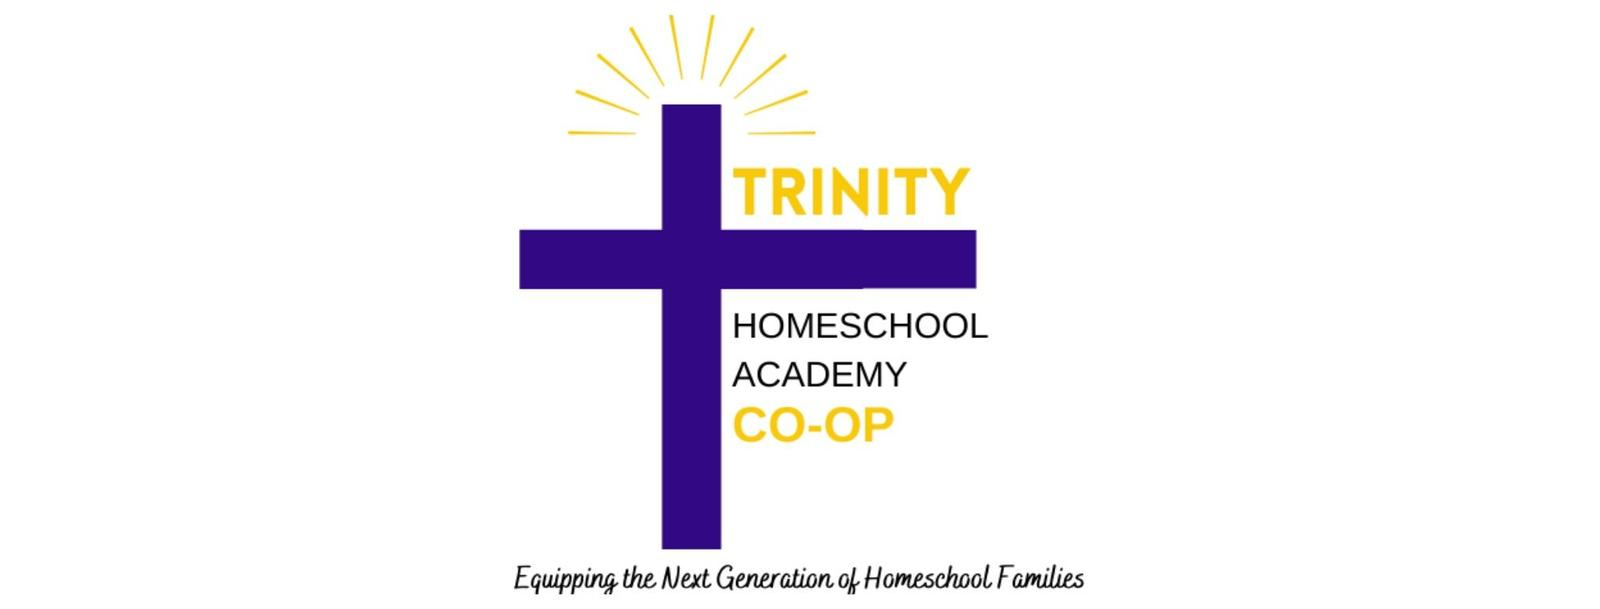 TRINITY
HOMESCHOOL
ACADEMY
CO-OP
Equipping the Next Generation of Homeschool Families